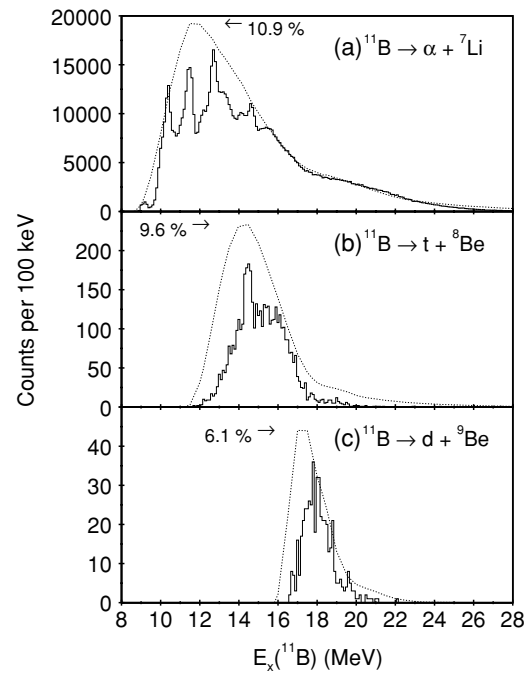 ← 10.9 %
(a) ¹¹B → α + ⁷Li
20000
15000
10000
5000
0
9.6 % →
(b) ¹¹B → t + ⁸Be
200
150
100
50
0
6.1 % →
(c) ¹¹B → d + ⁹Be
40
30
20
10
0
Counts per 100 keV
8 10 12 14 16 18 20 22 24 26 28
Eₓ(¹¹B) (MeV)